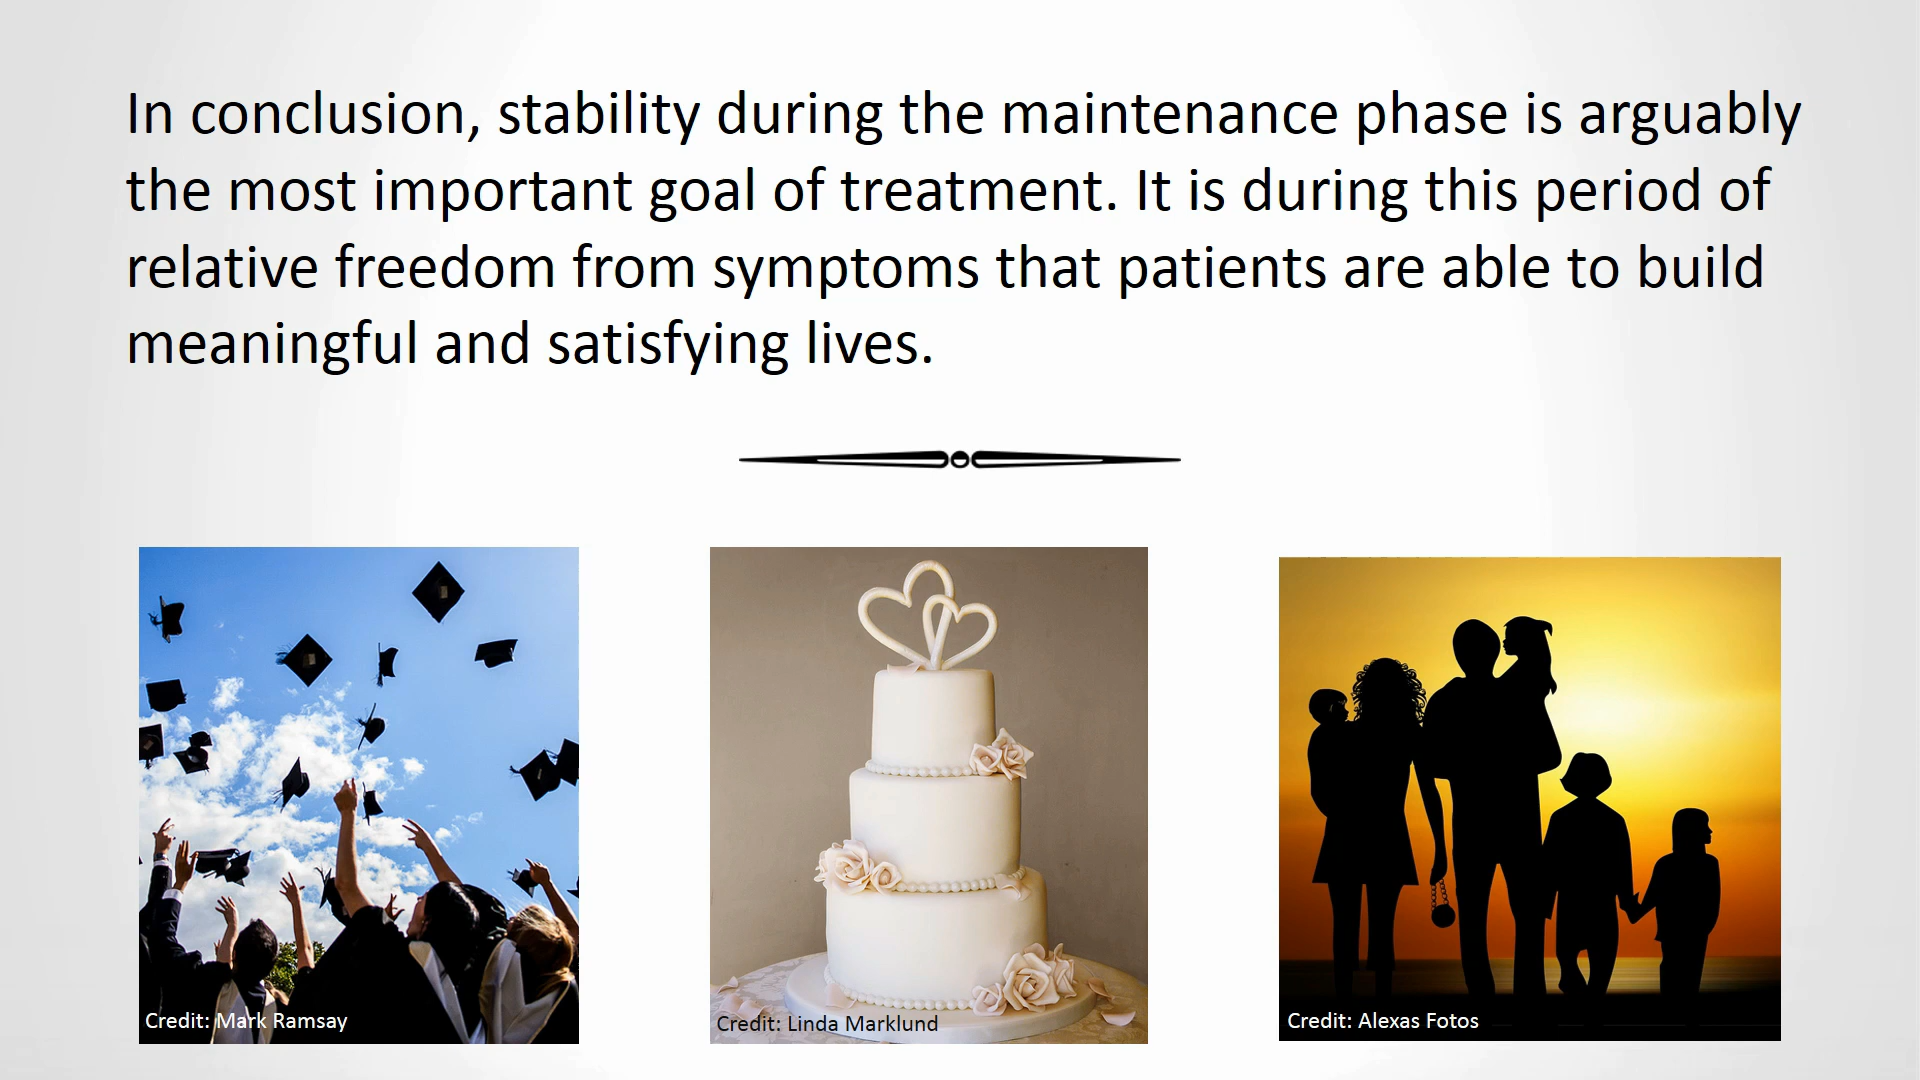 In conclusion, stability during the maintenance phase is arguably
the most important goal of treatment. It is during this period of
relative freedom from symptoms that patients are able to build
meaningful and satisfying lives.
Credit: Mark Ramsay
Credit: Linda Marklund
Credit: Alexas Fotos